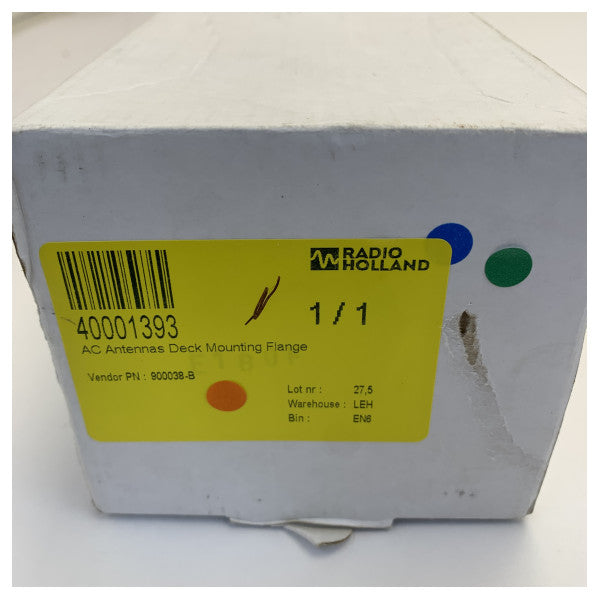 RADIO
HOLLAND
40001393
1 / 1
AC Antennas Deck Mounting Flange
Vendor PN : 900038-B
Lot nr : 27,5
Warehouse : LEH
Bin : EN6